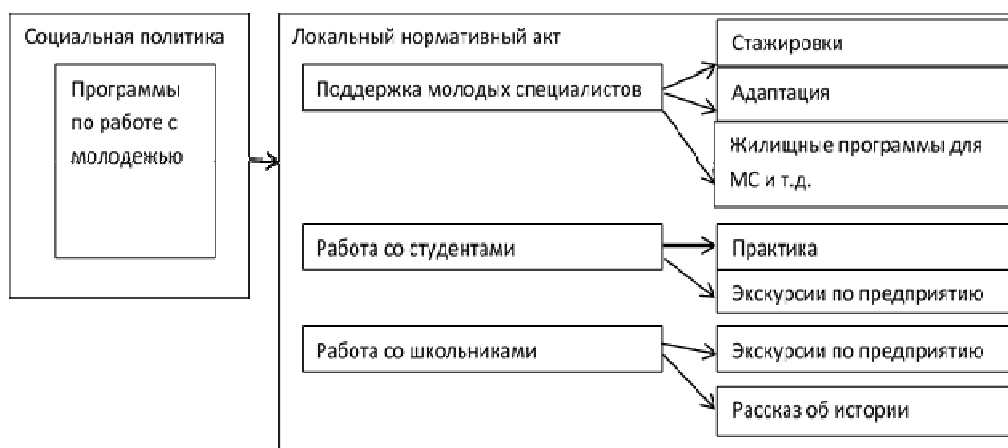 Социальная политика
Программы
по работе с
молодежью
Локальный нормативный акт
Поддержка молодых специалистов
Стажировки
Адаптация
Жилищные программы для
МС и т.д.
Работа со студентами
Практика
Экскурсии по предприятию
Работа со школьниками
Экскурсии по предприятию
Рассказ об истории